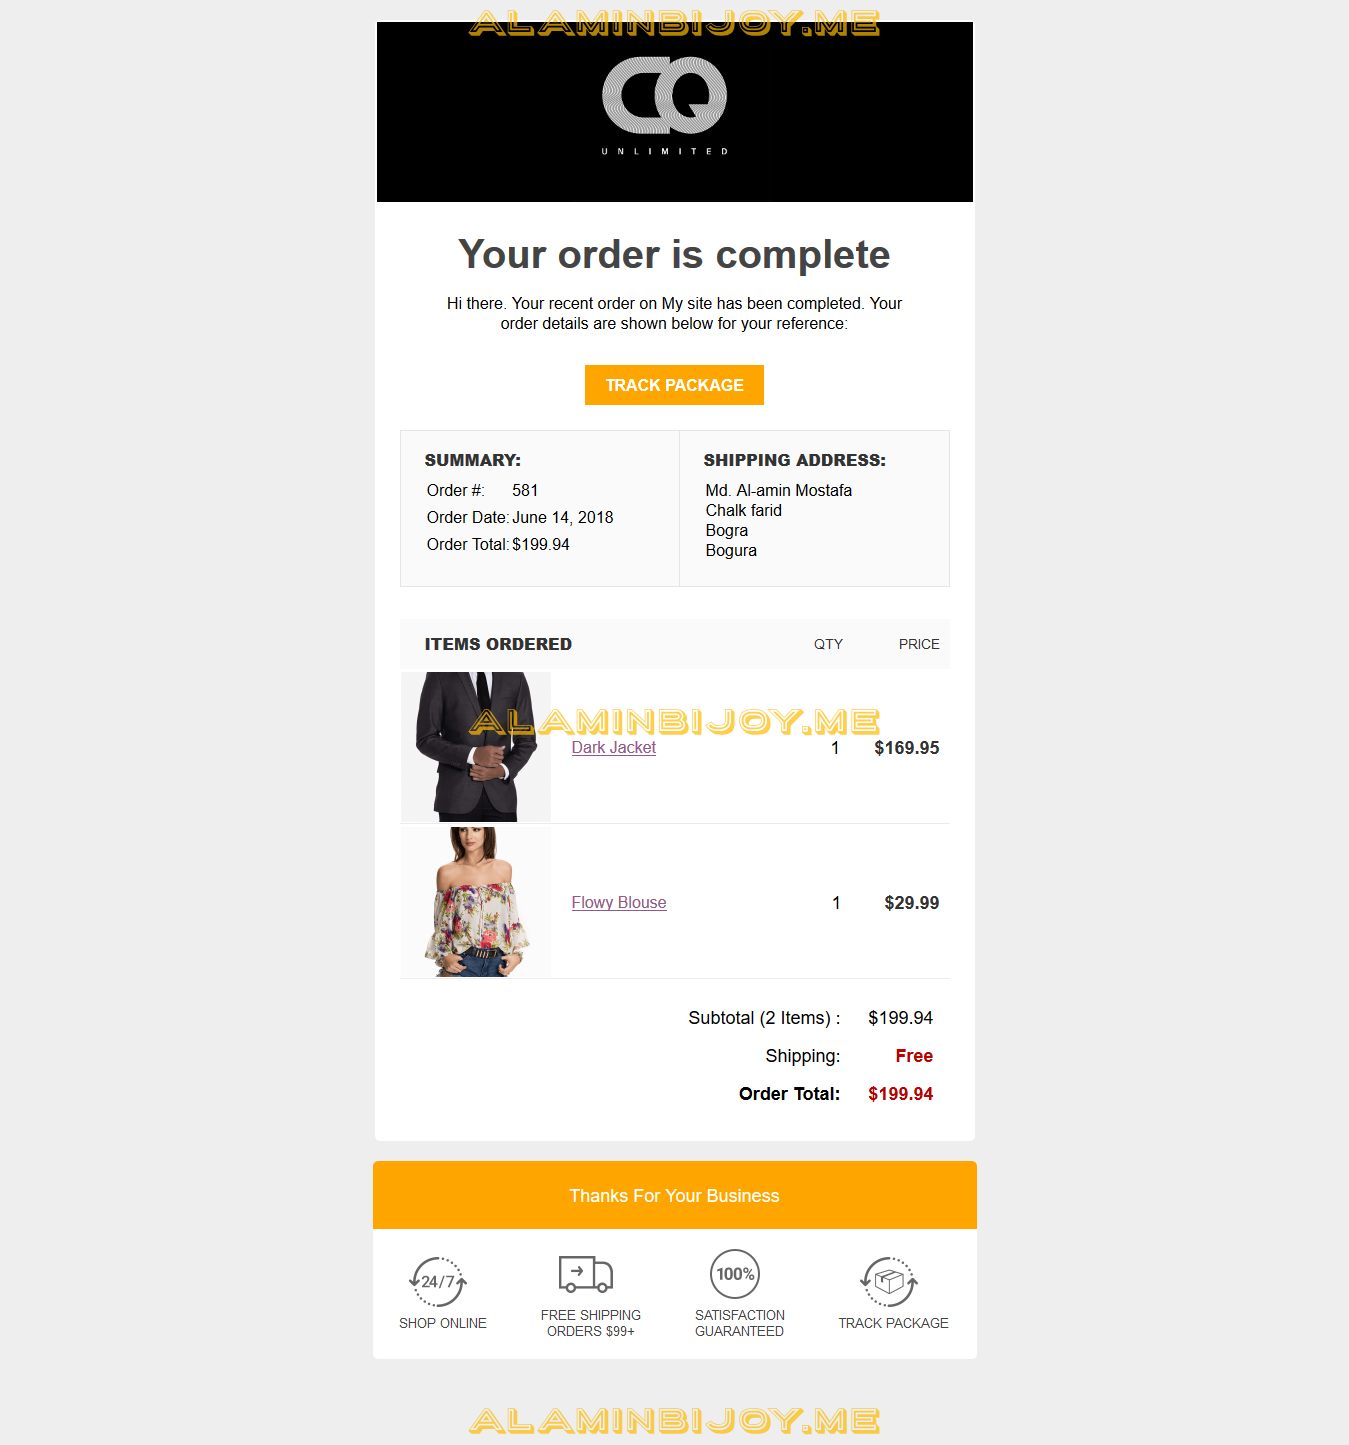 ALAMINBIJOY.ME
CQ
UNLIMITED
Your order is complete
Hi there. Your recent order on My site has been completed. Your
order details are shown below for your reference:
TRACK PACKAGE
SUMMARY:
Order #: 581
Order Date: June 14, 2018
Order Total: $199.94
SHIPPING ADDRESS:
Md. Al-amin Mostafa
Chalk farid
Bogra
Bogura
ITEMS ORDERED QTY PRICE
ALAMINBIJOY.ME
Dark Jacket 1 $169.95
Flowy Blouse 1 $29.99
Subtotal (2 Items) : $199.94
Shipping: Free
Order Total: $199.94
Thanks For Your Business
24/7
SHOP ONLINE
FREE SHIPPING
ORDERS $99+
100%
SATISFACTION
GUARANTEED
TRACK PACKAGE
ALAMINBIJOY.ME